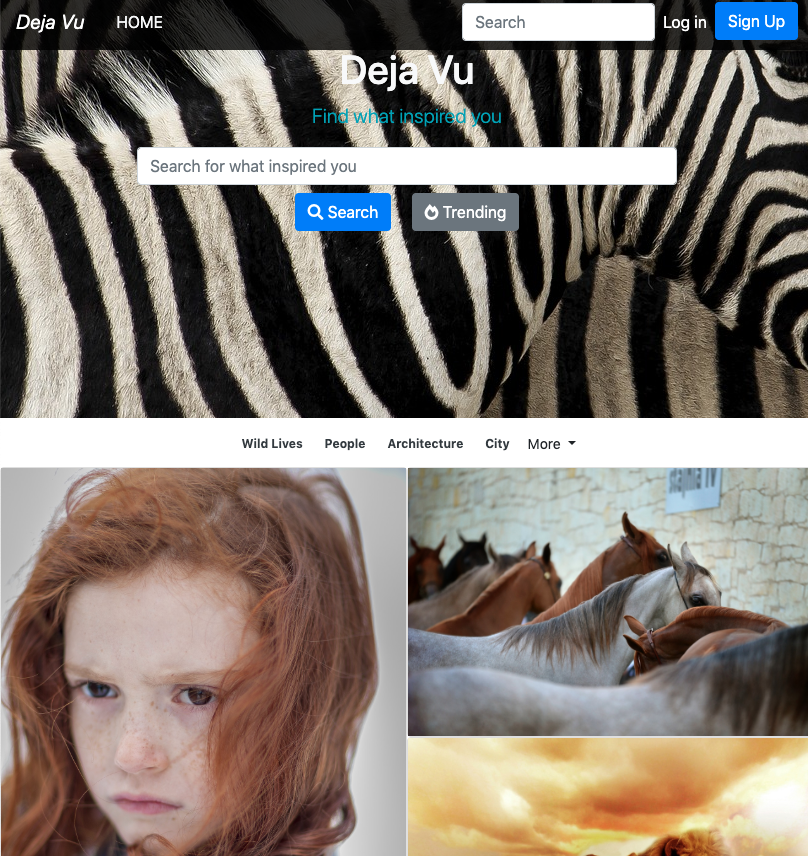 Deja Vu HOME Search Log in Sign Up
Deja Vu
Find what inspired you
Search for what inspired you
Search Trending
Wild Lives People Architecture City More